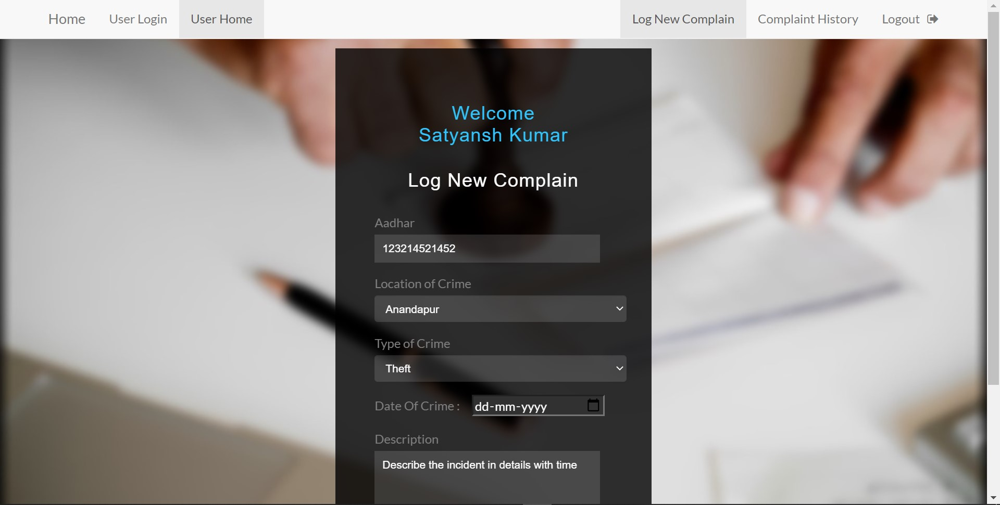 Home User Login User Home Log New Complain Complaint History Logout
Welcome
Satyansh Kumar
Log New Complain
Aadhar
123214521452
Location of Crime
Anandapur
Type of Crime
Theft
Date Of Crime : dd-mm-yyyy
Description
Describe the incident in details with time